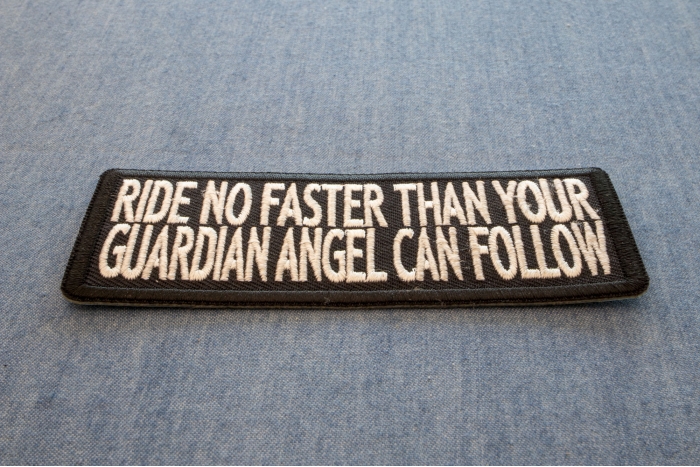 RIDE NO FASTER THAN YOUR
GUARDIAN ANGEL CAN FOLLOW